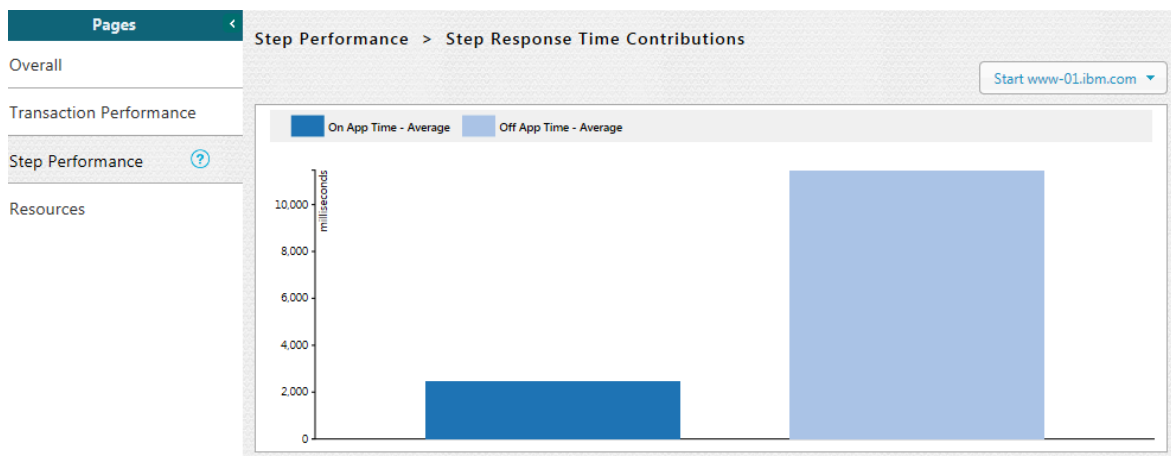 Pages
Overall
Transaction Performance
Step Performance ?
Resources
Step Performance > Step Response Time Contributions
Start www-01.ibm.com
On App Time - Average Off App Time - Average
milliseconds
10,000
8,000
6,000
4,000
2,000
0